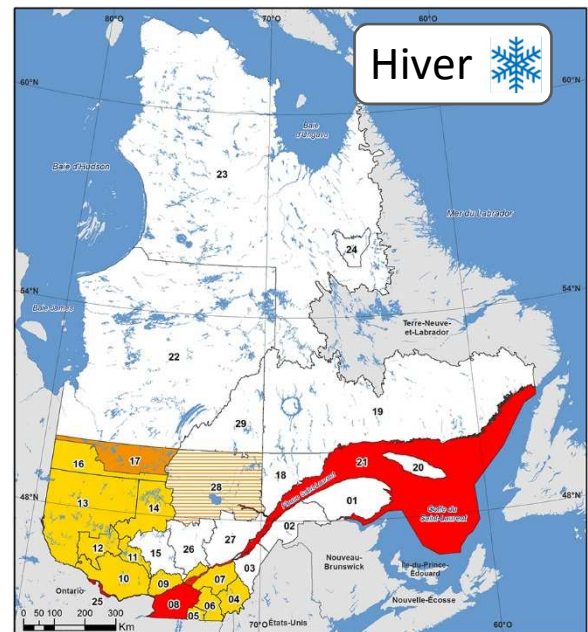 80°O
70°O
60°O
Hiver
60°N
60°N
Baie
d'Ungava
Baie d'Hudson
23
Mer du Labrador
24
54°N
54°N
Baie James
Terre-Neuve-
et-Labrador
22
19
29
16
17
21
20
18
28
48°N
13
14
Fleuve Saint-Laurent
01
Golfe du
Saint-Laurent
48°N
02
12
11
15
26
27
03
Nouveau-
Brunswick
Île-du-Prince-
Édouard
10
09
07
Ontario
25
08
06
04
Nouvelle-Écosse
05
États-Unis
0 50 100 200 300
Km
70°O
60°O